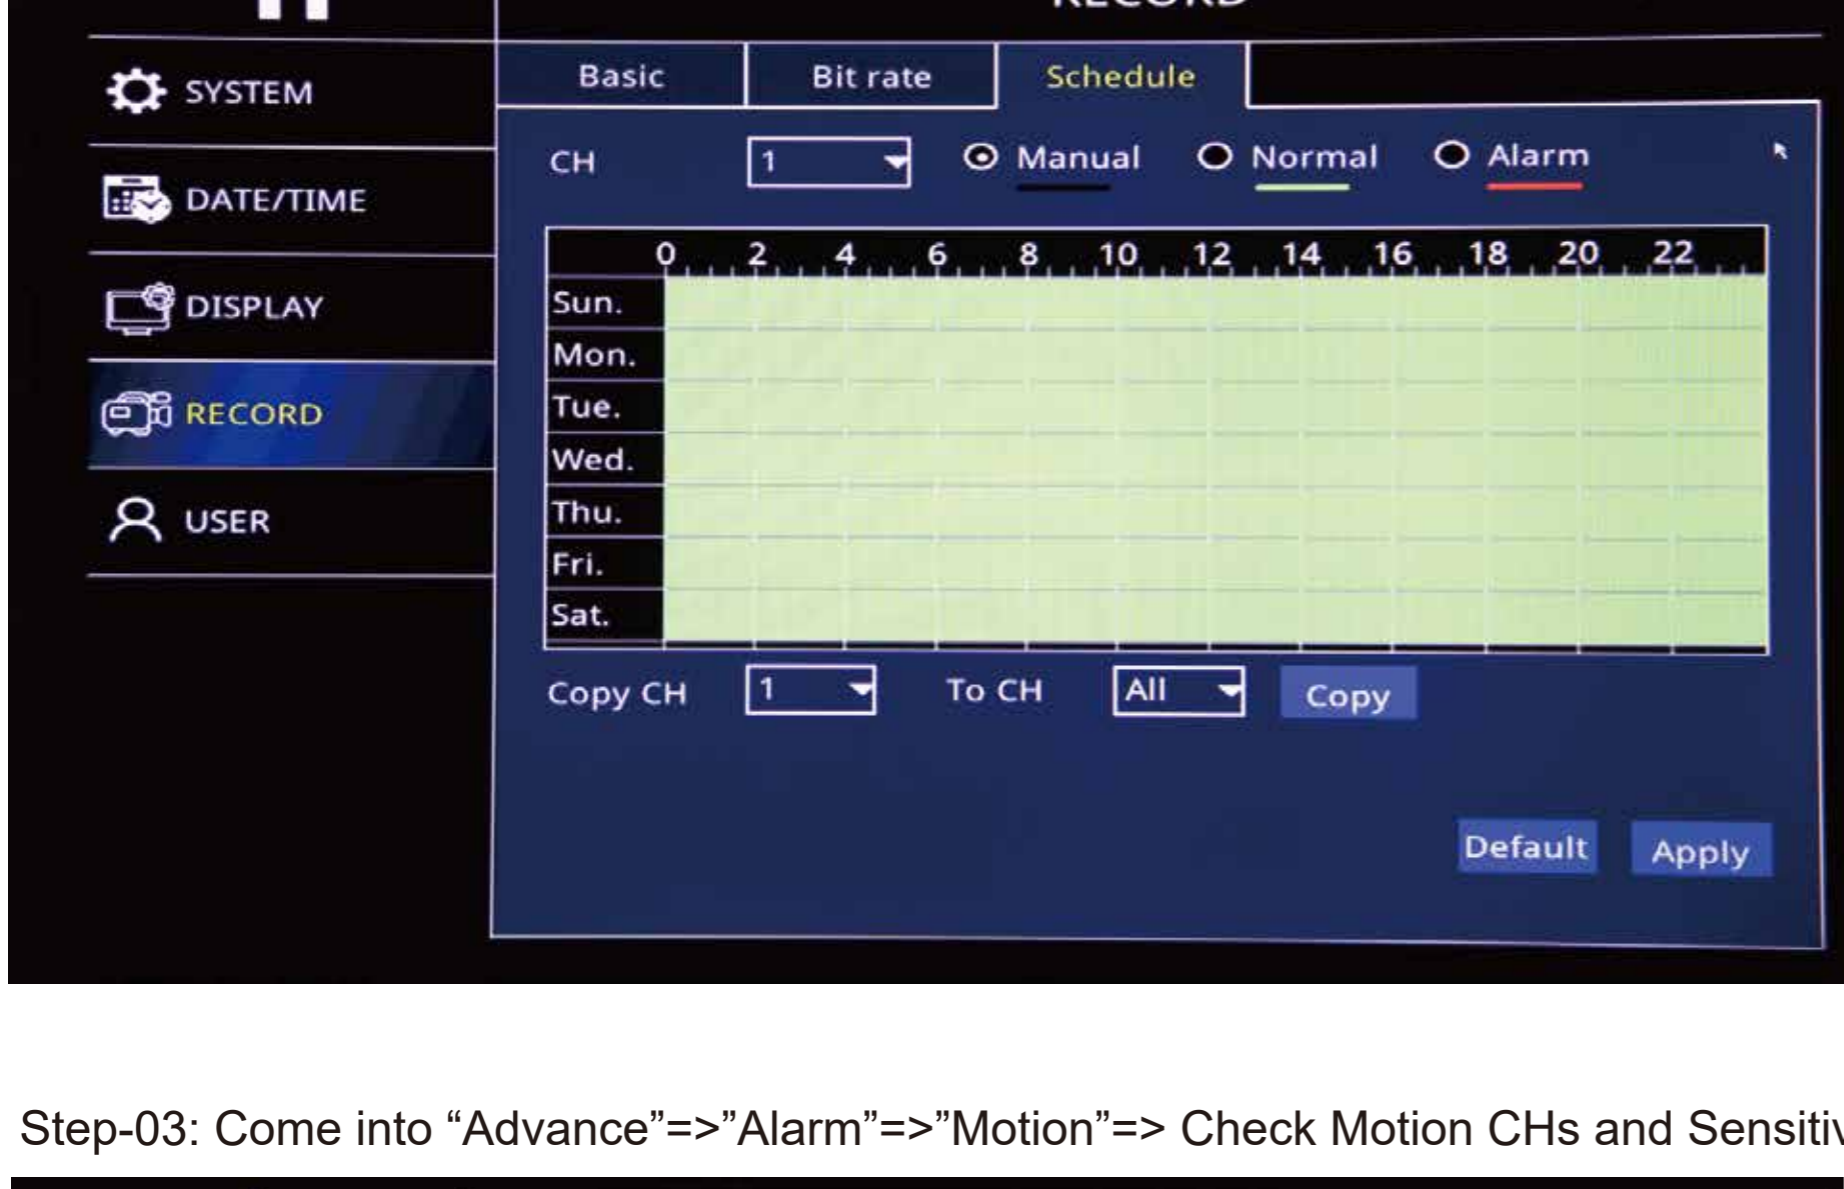 RECORD
SYSTEM
DATE/TIME
DISPLAY
RECORD
USER
Basic Bit rate Schedule
CH 1 Manual Normal Alarm
0 2 4 6 8 10 12 14 16 18 20 22
Sun.
Mon.
Tue.
Wed.
Thu.
Fri.
Sat.
Copy CH 1 To CH All Copy
Default Apply
Step-03: Come into “Advance”=>”Alarm”=>”Motion”=> Check Motion CHs and Sensitiv